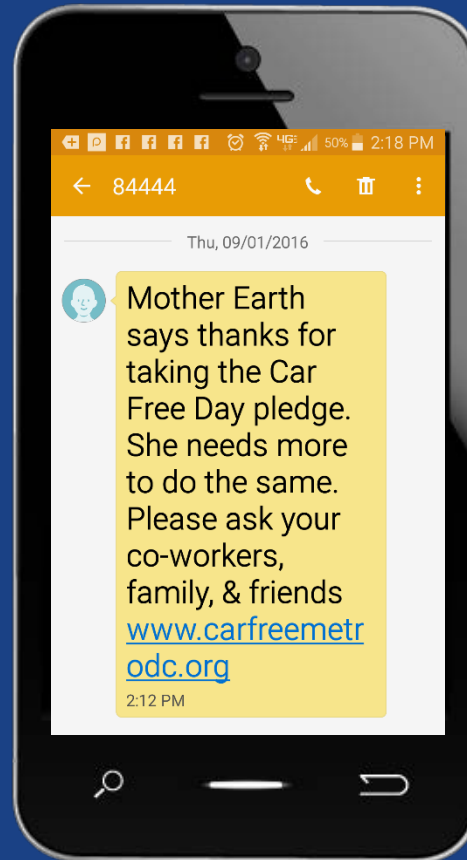 4GE 50% 2:18 PM
84444
Thu, 09/01/2016
Mother Earth
says thanks for
taking the Car
Free Day pledge.
She needs more
to do the same.
Please ask your
co-workers,
family, & friends
www.carfreemetr
odc.org
2:12 PM